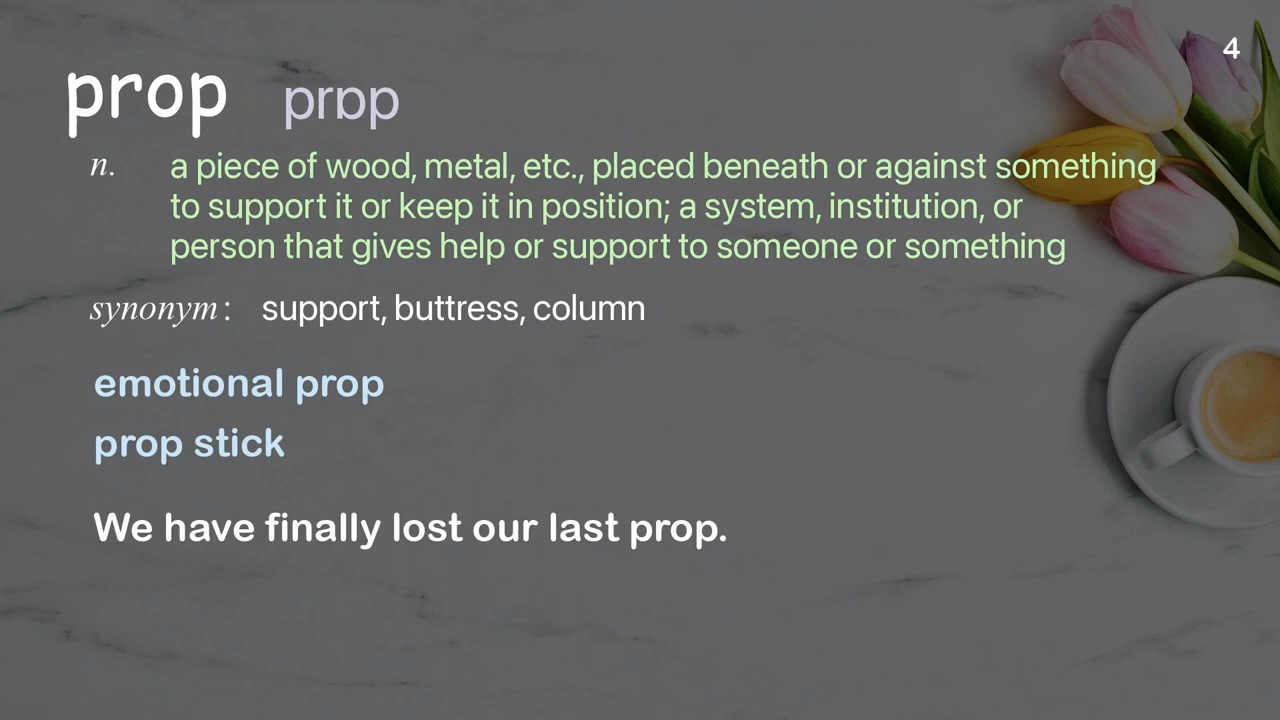 4
prop prɒp
n. a piece of wood, metal, etc., placed beneath or against something
to support it or keep it in position; a system, institution, or
person that gives help or support to someone or something
synonym: support, buttress, column
emotional prop
prop stick
We have finally lost our last prop.